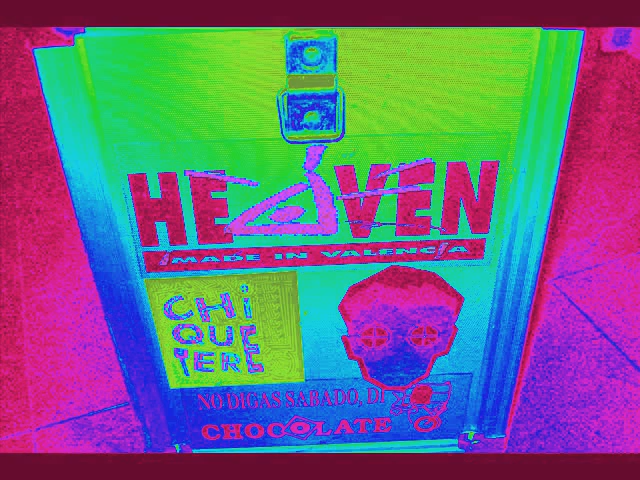 HEAVEN
¡MADE IN VALENCIA
CHi
QUE
TERE
NO DIGAS SABADO, DI
CHOCOLATE